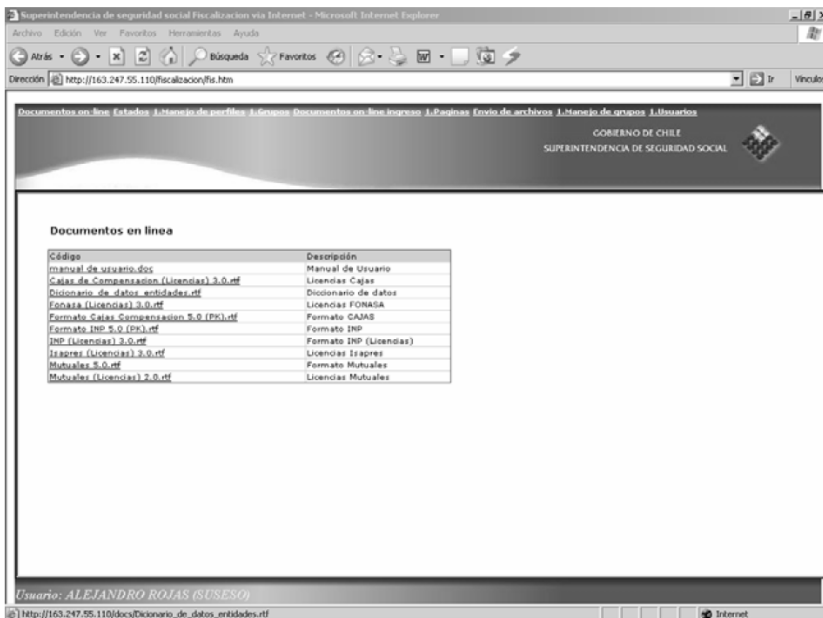 Superintendencia de seguridad social Fiscalizacion via Internet - Microsoft Internet Explorer
Archivo Edición Ver Favoritos Herramientas Ayuda
Atrás Búsqueda Favoritos
Dirección http://163.247.55.110/fiscalizacion/fis.htm Ir Vínculos
Documentos on-line Estados 1.Manejo de perfiles 1.Grupos Documentos on-line ingreso 1.Paginas Envio de archivos 1.Manejo de grupos 1.Usuarios
GOBIERNO DE CHILE
SUPERINTENDENCIA DE SEGURIDAD SOCIAL
Documentos en linea
Código Descripción
manual de usuario.doc Manual de Usuario
Cajas de Compensacion (Licencias) 3.0.rtf Licencias Cajas
Dicionario_de_datos_entidades.rtf Diccionario de datos
Fonasa (Licencias) 3.0.rtf Licencias FONASA
Formato Cajas Compensacion 5.0 (PK).rtf Formato CAJAS
Formato INP 5.0 (PK).rtf Formato INP
INP (Licencias) 3.0.rtf Formato INP (Licencias)
Isapres (Licencias) 3.0.rtf Licencias Isapres
Mutuales 5.0.rtf Formato Mutuales
Mutuales (Licencias) 2.0.rtf Licencias Mutuales
Usuario: ALEJANDRO ROJAS (SUSESO)
http://163.247.55.110/docs/Dicionario_de_datos_entidades.rtf Internet